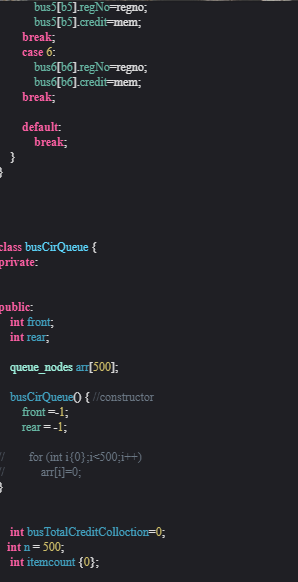 bus5[b5].regNo=regno;
bus5[b5].credit=mem;
break;
case 6:
bus6[b6].regNo=regno;
bus6[b6].credit=mem;
break;
default:
break;
}
}
class busCirQueue {
private:
public:
int front;
int rear;
queue_nodes arr[500];
busCirQueue() { //constructor
front =-1;
rear = -1;
// for (int i{0};i<500;i++)
// arr[i]=0;
}
int busTotalCreditColloction=0;
int n = 500;
int itemcount {0};